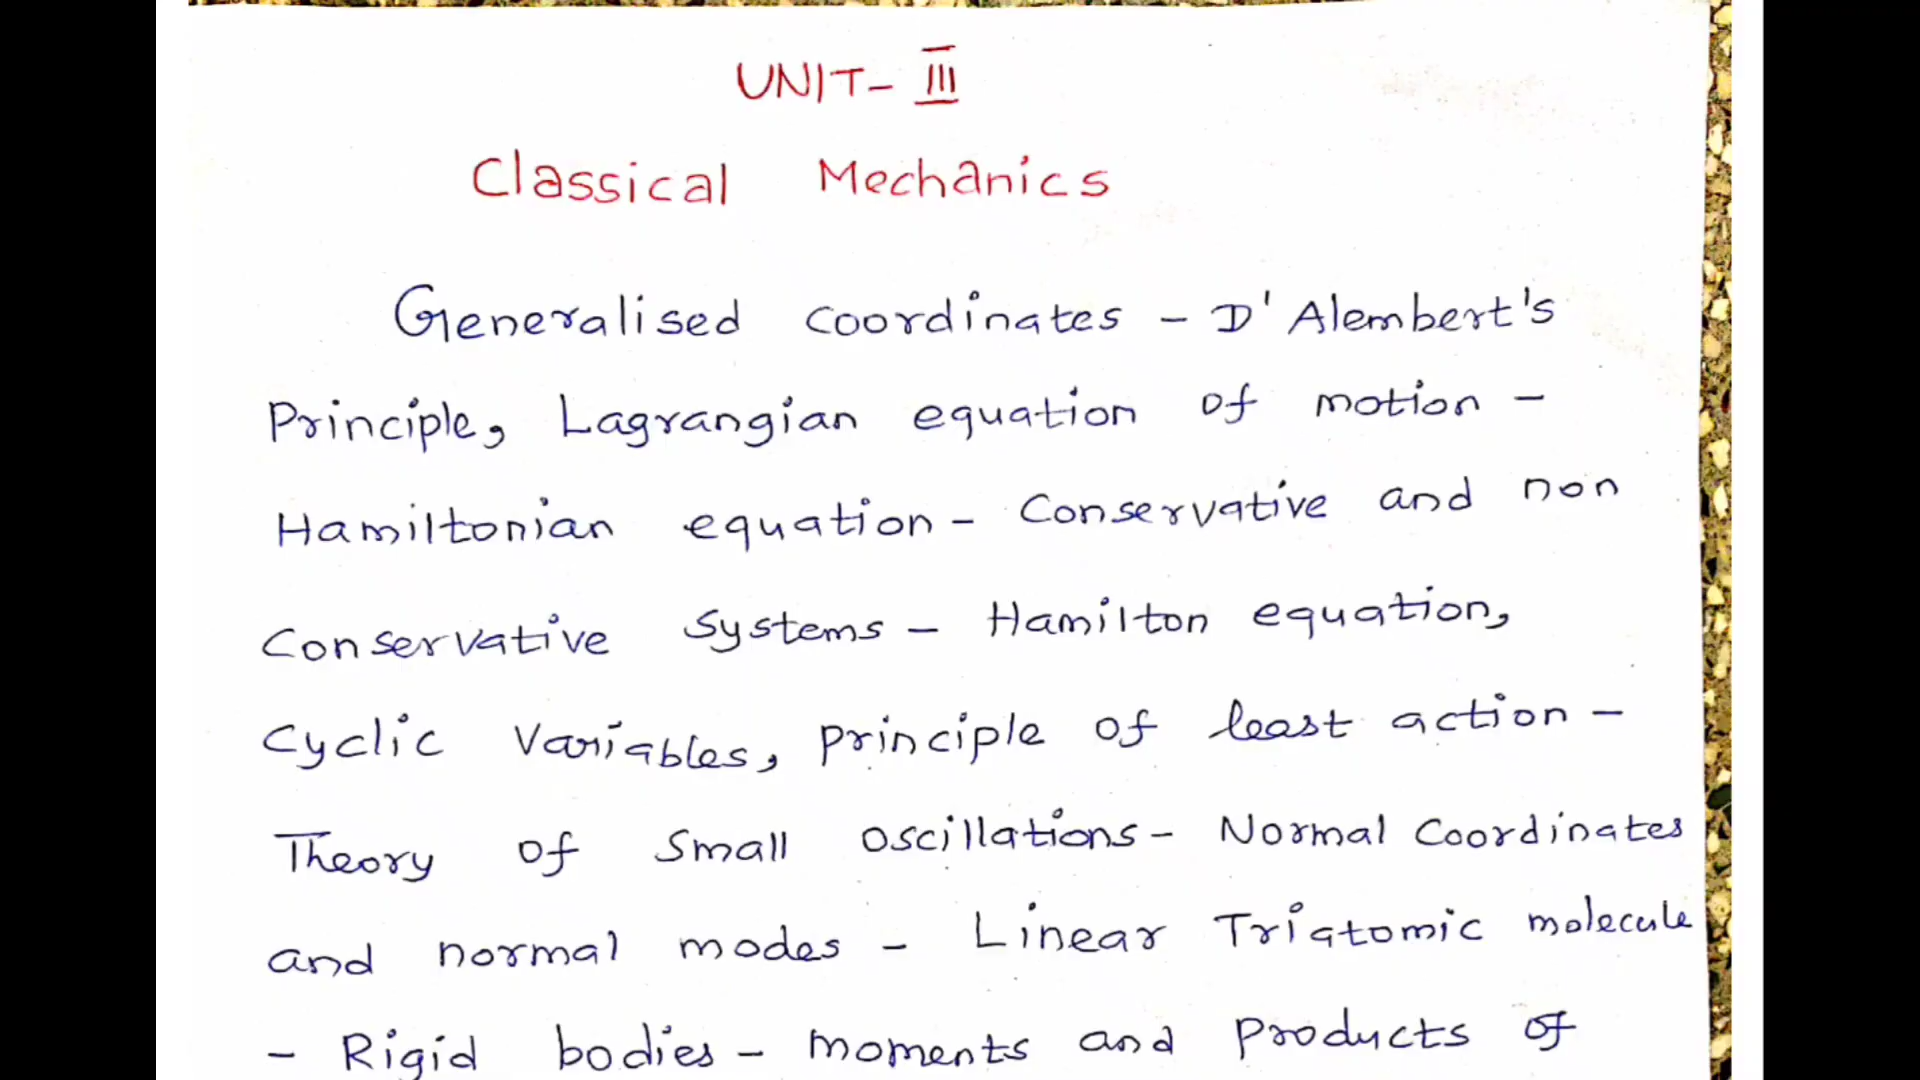 UNIT- III
Classical Mechanics
Generalised coordinates - D'Alembert's
Principle, Lagrangian equation of motion -
Hamiltonian equation - Conservative and non
Conservative Systems - Hamilton equation,
Cyclic Variables, principle of least action -
Theory of Small oscillations - Normal Coordinates
and normal modes - Linear Triatomic molecule
- Rigid bodies - moments and products of